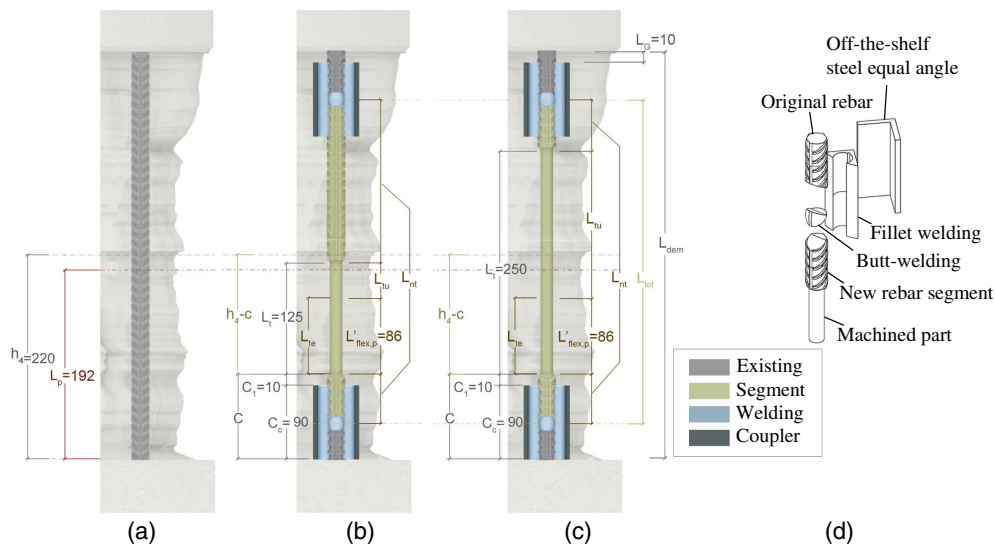 L_G=10
Off-the-shelf
steel equal angle
Original rebar
L_tu
L_dem
L_nt
L_t=250
Fillet welding
Butt-welding
New rebar segment
Machined part
h_4=220
L_p=192
h_4-c
L_t=125
L_te
L_tu
L_nt
L'_flex,p=86
C_1=10
C
C_c=90
h_4-c
L_te
L'_flex,p=86
L_nt
L_tot
C_1=10
C
C_c=90
Existing
Segment
Welding
Coupler
(a)
(b)
(c)
(d)